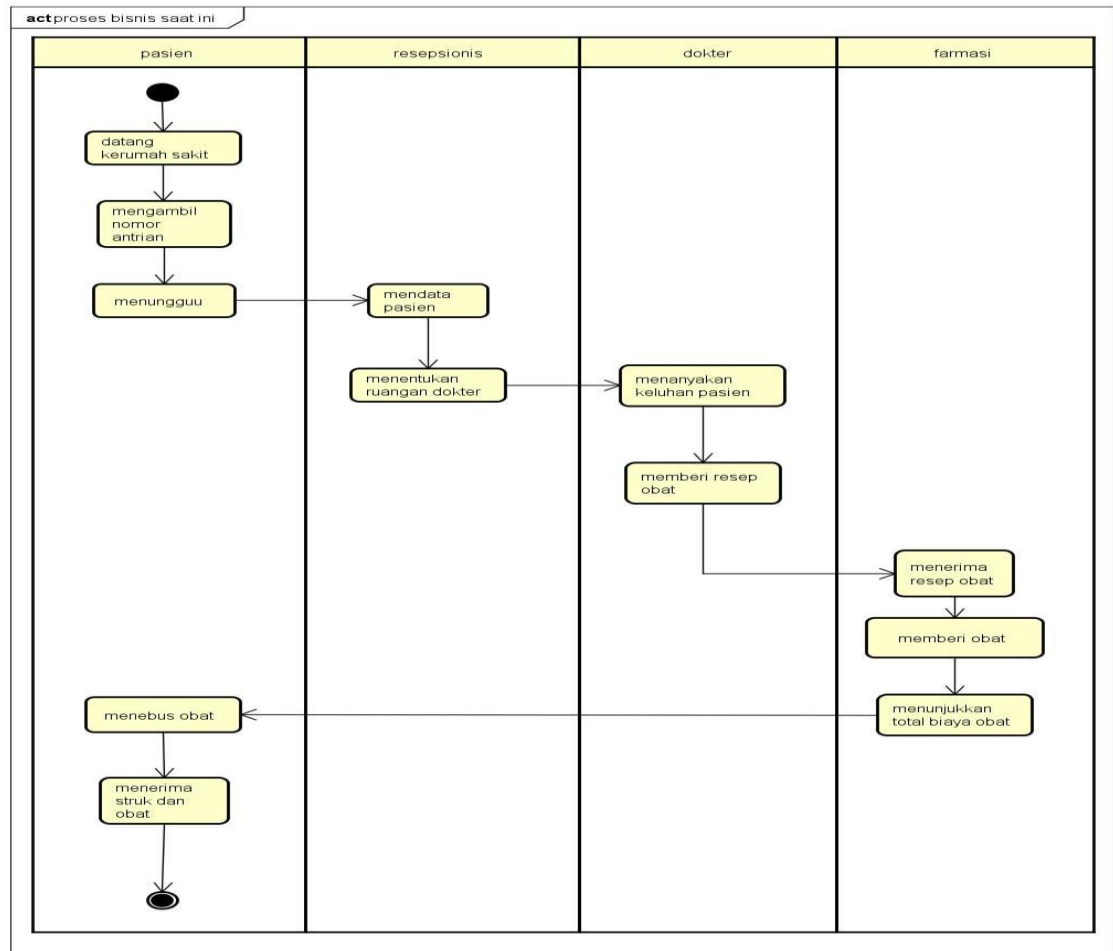 act proses bisnis saat ini
pasien
resepsionis
dokter
farmasi
datang
kerumah sakit
mengambil
nomor
antrian
menungguu
mendata
pasien
menentukan
ruangan dokter
menanyakan
keluhan pasien
memberi resep
obat
menerima
resep obat
memberi obat
menunjukkan
total biaya obat
menebus obat
menerima
struk dan
obat